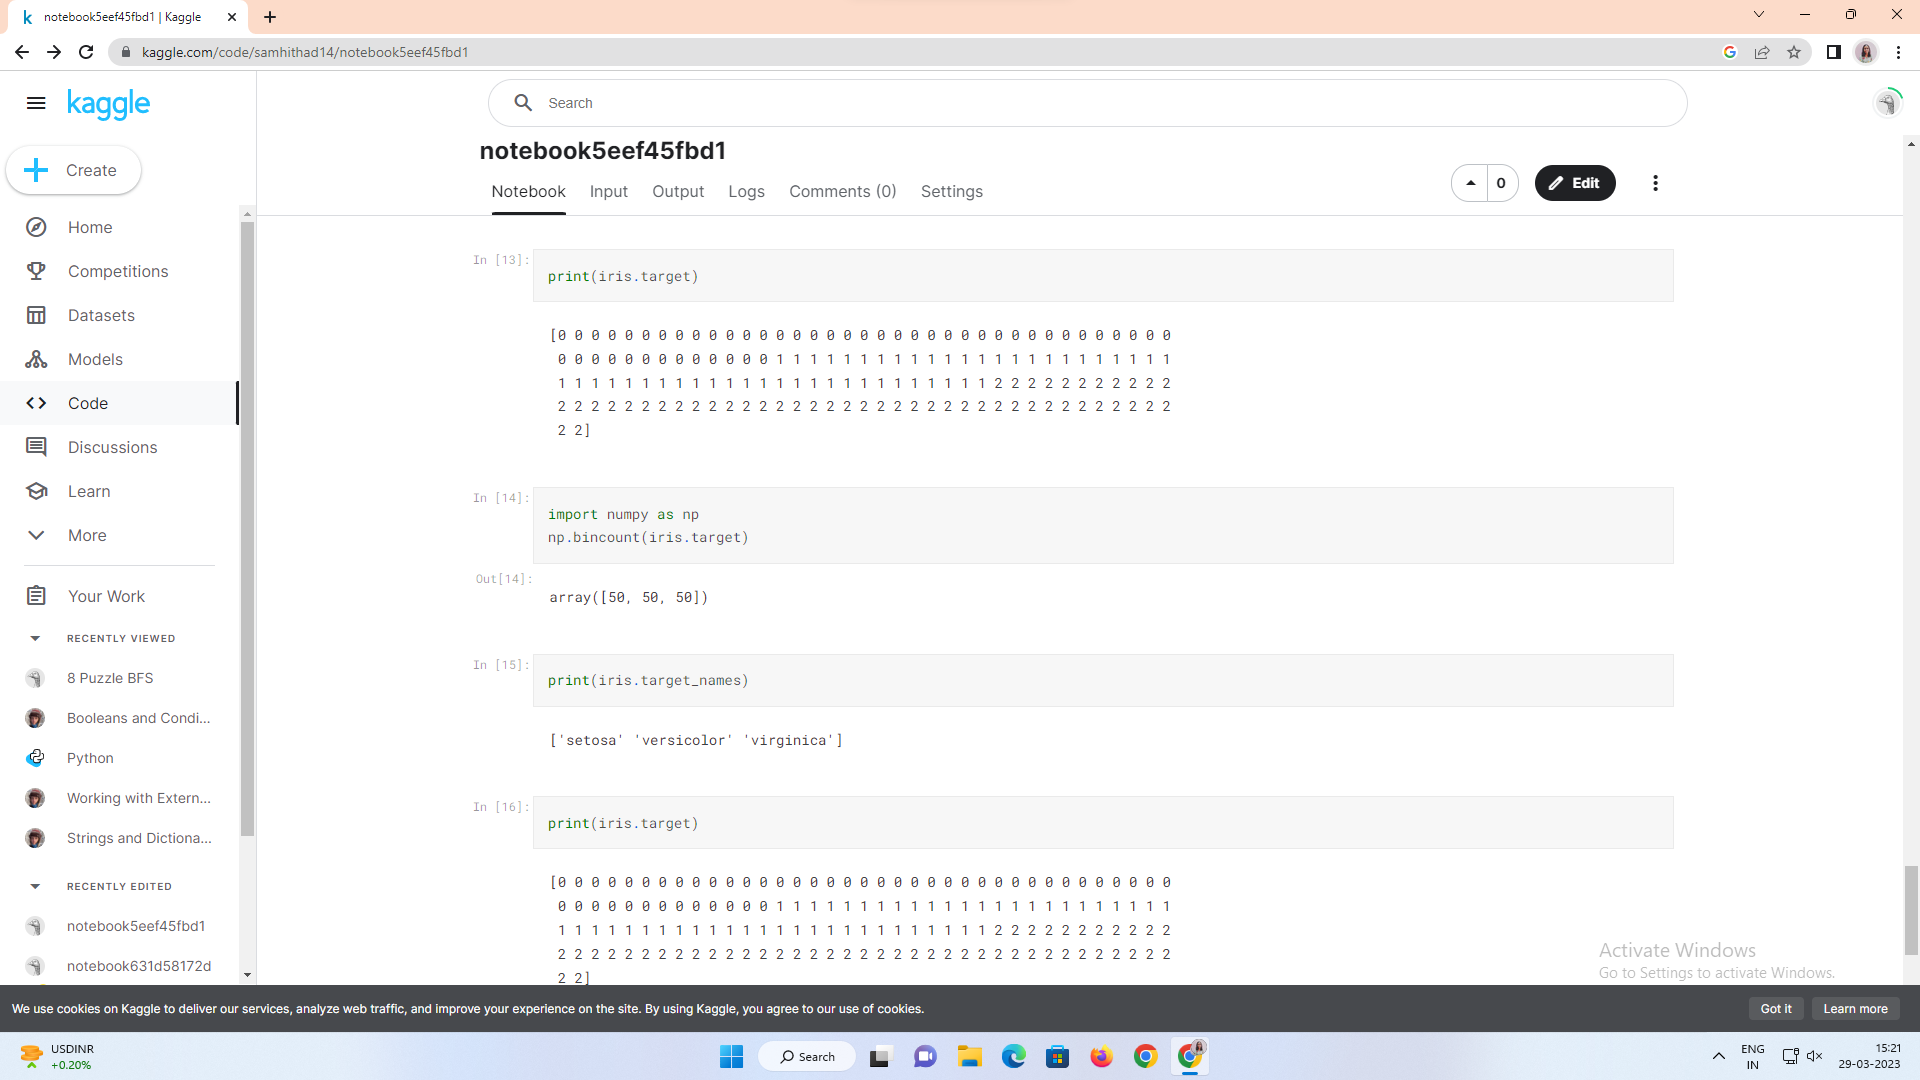 notebook5eef45fbd1 | Kaggle
kaggle.com/code/samhithad14/notebook5eef45fbd1
kaggle
Search
Create
notebook5eef45fbd1
Notebook Input Output Logs Comments (0) Settings
0 Edit
Home
Competitions
Datasets
Models
Code
Discussions
Learn
More
Your Work
RECENTLY VIEWED
8 Puzzle BFS
Booleans and Condi...
Python
Working with Extern...
Strings and Dictiona...
RECENTLY EDITED
notebook5eef45fbd1
notebook631d58172d
In [13]:
print(iris.target)
[0 0 0 0 0 0 0 0 0 0 0 0 0 0 0 0 0 0 0 0 0 0 0 0 0 0 0 0 0 0 0 0 0 0 0 0 0
0 0 0 0 0 0 0 0 0 0 0 0 0 1 1 1 1 1 1 1 1 1 1 1 1 1 1 1 1 1 1 1 1 1 1 1 1
1 1 1 1 1 1 1 1 1 1 1 1 1 1 1 1 1 1 1 1 1 1 1 1 1 1 2 2 2 2 2 2 2 2 2 2 2
2 2 2 2 2 2 2 2 2 2 2 2 2 2 2 2 2 2 2 2 2 2 2 2 2 2 2 2 2 2 2 2 2 2 2 2 2
2 2]
In [14]:
import numpy as np
np.bincount(iris.target)
Out[14]:
array([50, 50, 50])
In [15]:
print(iris.target_names)
['setosa' 'versicolor' 'virginica']
In [16]:
print(iris.target)
[0 0 0 0 0 0 0 0 0 0 0 0 0 0 0 0 0 0 0 0 0 0 0 0 0 0 0 0 0 0 0 0 0 0 0 0 0
0 0 0 0 0 0 0 0 0 0 0 0 0 1 1 1 1 1 1 1 1 1 1 1 1 1 1 1 1 1 1 1 1 1 1 1 1
1 1 1 1 1 1 1 1 1 1 1 1 1 1 1 1 1 1 1 1 1 1 1 1 1 1 2 2 2 2 2 2 2 2 2 2 2
2 2 2 2 2 2 2 2 2 2 2 2 2 2 2 2 2 2 2 2 2 2 2 2 2 2 2 2 2 2 2 2 2 2 2 2 2
2 2]
Activate Windows
Go to Settings to activate Windows.
We use cookies on Kaggle to deliver our services, analyze web traffic, and improve your experience on the site. By using Kaggle, you agree to our use of cookies.
Got it Learn more
USDINR
+0.20%
Search
ENG
IN
15:21
29-03-2023